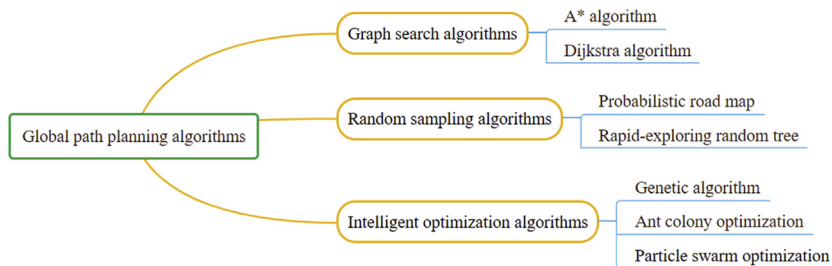 Global path planning algorithms
Graph search algorithms
A* algorithm
Dijkstra algorithm
Random sampling algorithms
Probabilistic road map
Rapid-exploring random tree
Intelligent optimization algorithms
Genetic algorithm
Ant colony optimization
Particle swarm optimization